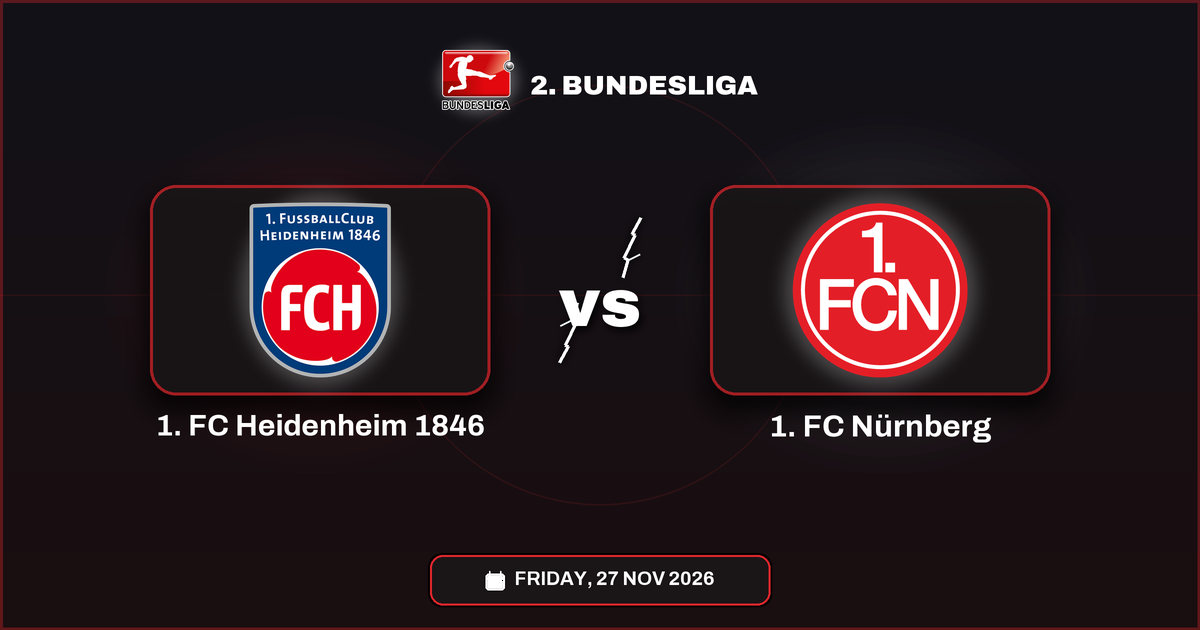 BUNDESLIGA
2. BUNDESLIGA
1. FUSSBALLCLUB
HEIDENHEIM 1846
FCH
VS
1.
FCN
1. FC Heidenheim 1846
1. FC Nürnberg
FRIDAY, 27 NOV 2026